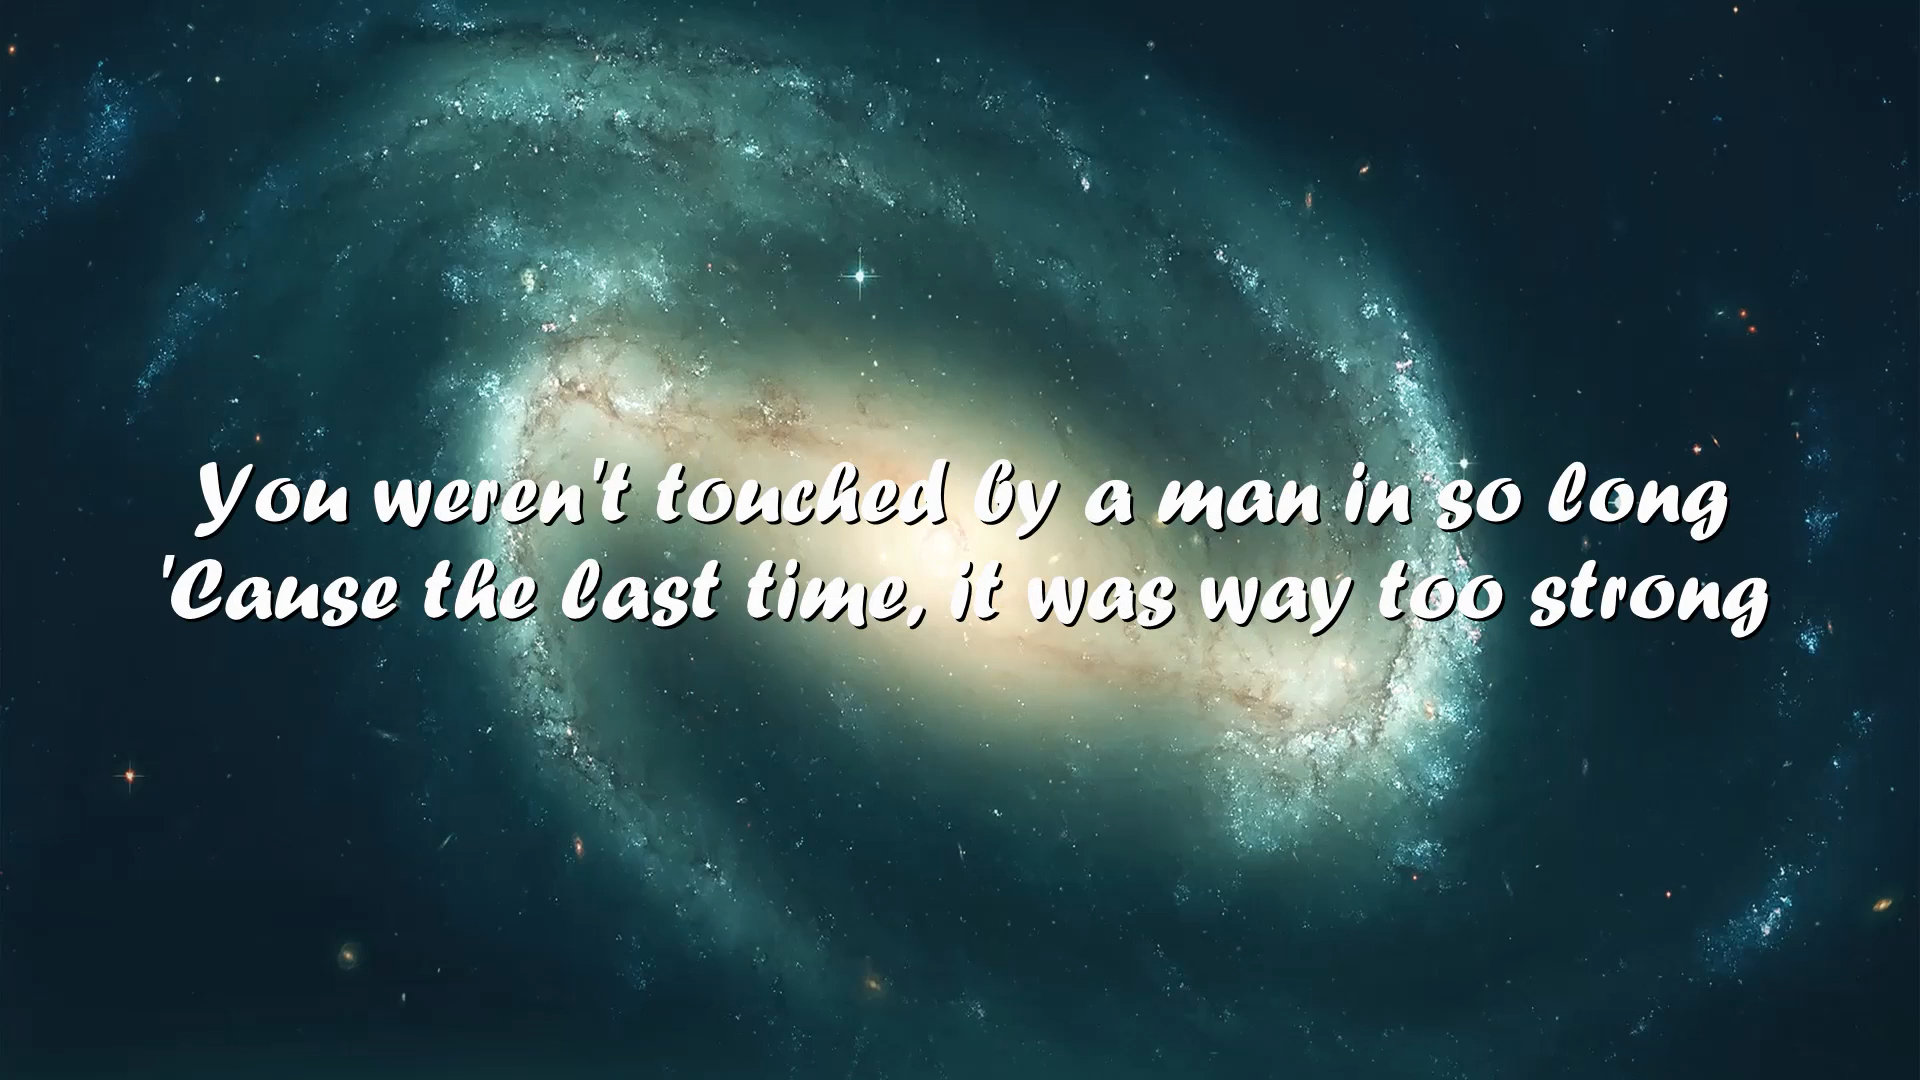 You weren't touched by a man in so long
'Cause the last time, it was way too strong